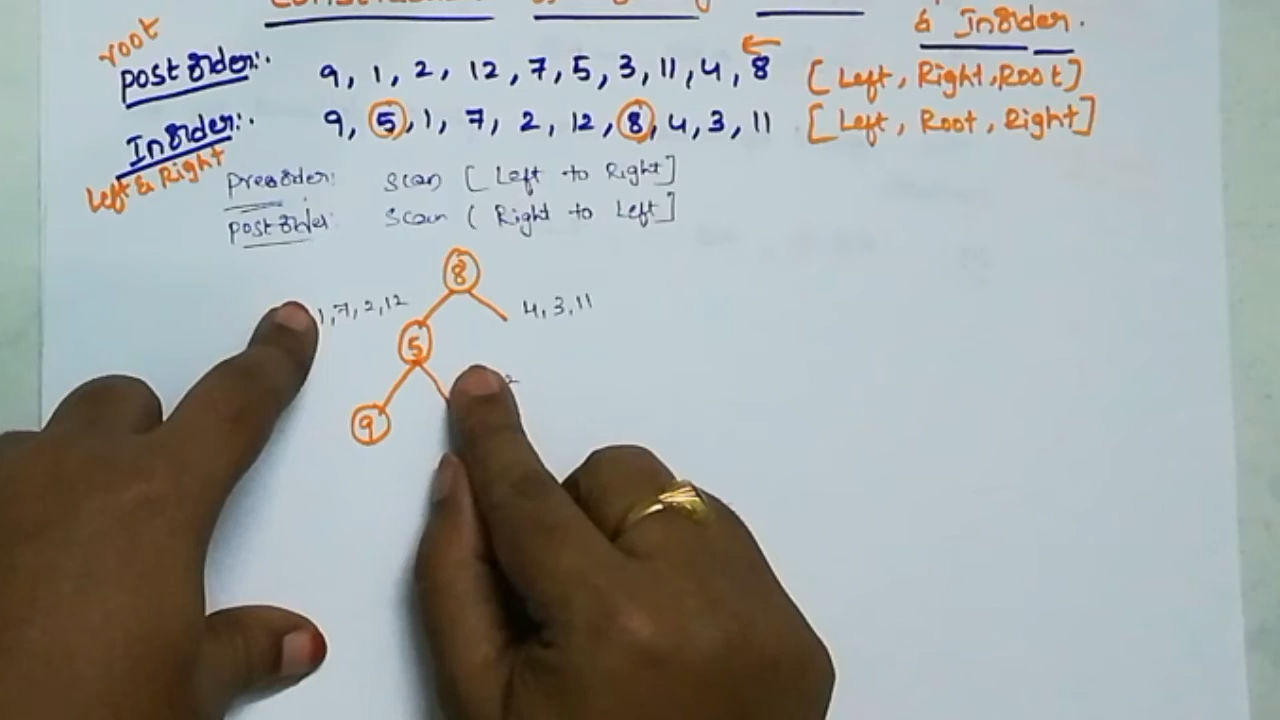 & Inorder.
root
postorder:. 9, 1, 2, 12, 7, 5, 3, 11, 4, 8 [Left, Right, Root]
Inorder:. 9, 5, 1, 7, 2, 12, 8, 4, 3, 11 [Left, Root, Right]
Left & Right
Preorder: scan [Left to Right]
postorder: scan (Right to Left]
8
1, 7, 2, 12
4, 3, 11
5
2
9